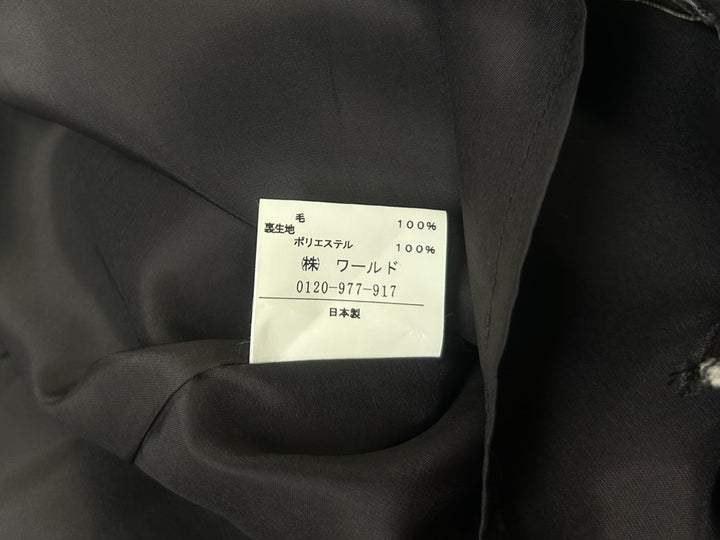 毛 100%
裏生地
ポリエステル 100%
㈱ ワールド
0120-977-917
日本製